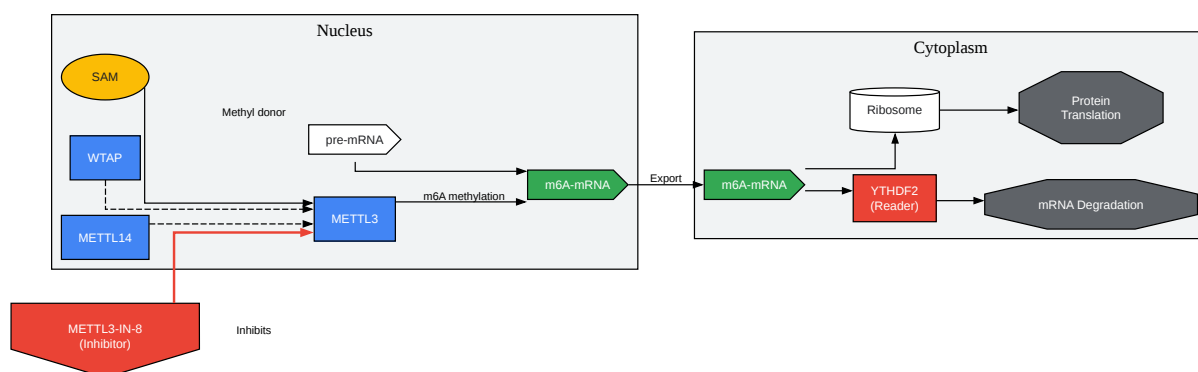 Nucleus
SAM
Methyl donor
pre-mRNA
WTAP
METTL14
METTL3
m6A methylation
m6A-mRNA
Export
Cytoplasm
Ribosome
Protein
Translation
m6A-mRNA
YTHDF2
(Reader)
mRNA Degradation
METTL3-IN-8
(Inhibitor)
Inhibits